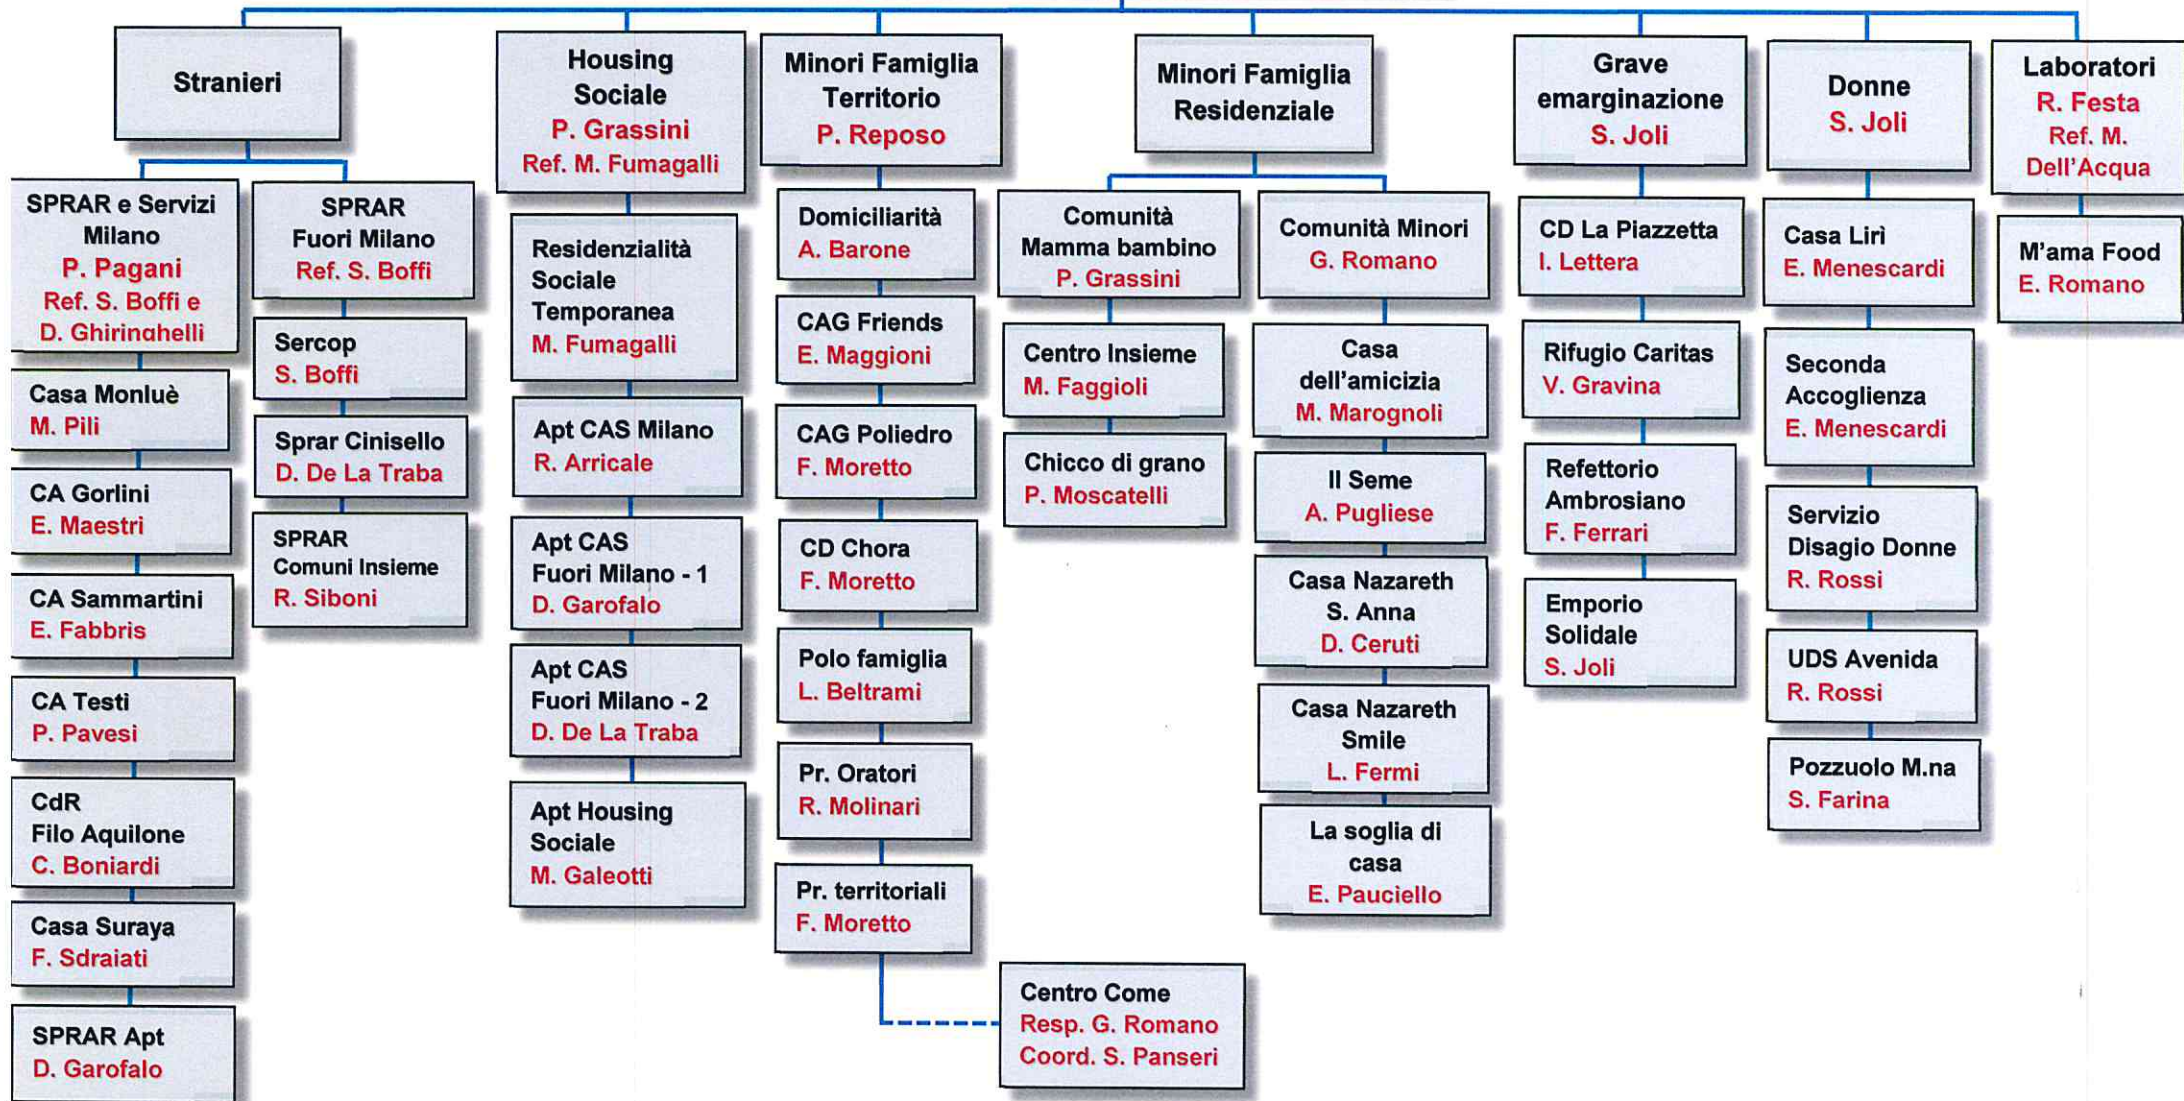 Stranieri
SPRAR e Servizi
Milano
P. Pagani
Ref. S. Boffi e
D. Ghiringhelli
Casa Monluè
M. Pili
CA Gorlini
E. Maestri
CA Sammartini
E. Fabbris
CA Testi
P. Pavesi
CdR
Filo Aquilone
C. Boniardi
Casa Suraya
F. Sdraiati
SPRAR Apt
D. Garofalo
SPRAR
Fuori Milano
Ref. S. Boffi
Sercop
S. Boffi
Sprar Cinisello
D. De La Traba
SPRAR
Comuni Insieme
R. Siboni
Housing
Sociale
P. Grassini
Ref. M. Fumagalli
Residenzialità
Sociale
Temporanea
M. Fumagalli
Apt CAS Milano
R. Arricale
Apt CAS
Fuori Milano - 1
D. Garofalo
Apt CAS
Fuori Milano - 2
D. De La Traba
Apt Housing
Sociale
M. Galeotti
Minori Famiglia
Territorio
P. Reposo
Domiciliarità
A. Barone
CAG Friends
E. Maggioni
CAG Poliedro
F. Moretto
CD Chora
F. Moretto
Polo famiglia
L. Beltrami
Pr. Oratori
R. Molinari
Pr. territoriali
F. Moretto
Centro Come
Resp. G. Romano
Coord. S. Panseri
Minori Famiglia
Residenziale
Comunità
Mamma bambino
P. Grassini
Centro Insieme
M. Faggioli
Chicco di grano
P. Moscatelli
Comunità Minori
G. Romano
Casa
dell'amicizia
M. Marognoli
Il Seme
A. Pugliese
Casa Nazareth
S. Anna
D. Ceruti
Casa Nazareth
Smile
L. Fermi
La soglia di
casa
E. Pauciello
Grave
emarginazione
S. Joli
CD La Piazzetta
I. Lettera
Rifugio Caritas
V. Gravina
Refettorio
Ambrosiano
F. Ferrari
Emporio
Solidale
S. Joli
Donne
S. Joli
Casa Lirì
E. Menescardi
Seconda
Accoglienza
E. Menescardi
Servizio
Disagio Donne
R. Rossi
UDS Avenida
R. Rossi
Pozzuolo M.na
S. Farina
Laboratori
R. Festa
Ref. M.
Dell'Acqua
M'ama Food
E. Romano